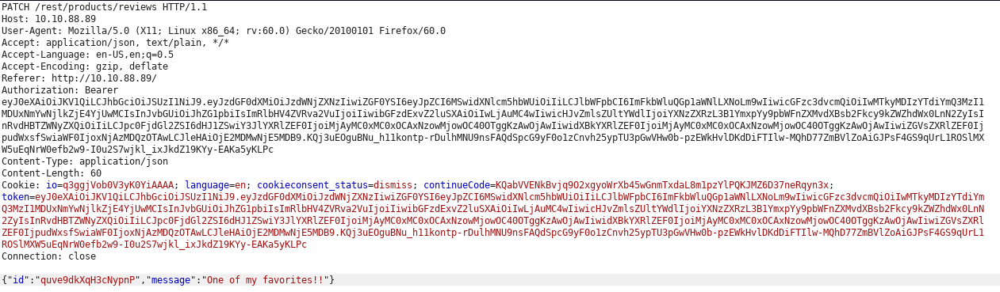 PATCH /rest/products/reviews HTTP/1.1
Host: 10.10.88.89
User-Agent: Mozilla/5.0 (X11; Linux x86_64; rv:60.0) Gecko/20100101 Firefox/60.0
Accept: application/json, text/plain, */*
Accept-Language: en-US,en;q=0.5
Accept-Encoding: gzip, deflate
Referer: http://10.10.88.89/
Authorization: Bearer
eyJ0eXAiOiJKV1QiLCJhbGciOiJSUzI1NiJ9.eyJzdGF0dXMiOiJzdWNjZXNzIiwiZGF0YSI6eyJpZCI6MSwidXNlcm5hbWUiOiIiLCJlbWFpbCI6ImFkbWluQGp1aWNlLXNoLm9wIiwicGFzc3dvcmQiOiIwMTkyMDIzYTdiYmQ3MzI1
MDUxNmYwNjlkZjE4YjUwMCIsInJvbGUiOiJhZG1pbiIsImRlbHV4ZVRva2VuIjoiIiwibGFzdExvZ2luSXAiOiIwLjAuMC4wIiwicHJvZmlsZUltYWdlIjoiYXNzZXRzL3B1YmxpYy9pbWFnZXMvdXBsb2Fkcy9kZWZhdWx0LnN2ZyIsI
nRvdHBTZWNyZXQiOiIiLCJpc0FjdGl2ZSI6dHJ1ZSwiY3JlYXRlZEF0IjoiMjAyMC0xMC0xOCAxNzowMjowOC40OTggKzAwOjAwIiwidXBkYXRlZEF0IjoiMjAyMC0xMC0xOCAxNzowMjowOC40OTggKzAwOjAwIiwiZGVsZXRlZEF0Ij
pudWxsfSwiaWF0IjoxNjAzMDQzOTAwLCJleHAiOjE2MDMwNjE5MDB9.KQj3uEOguBNu_h11kontp-rDulhMNU9nsFAQdSpcG9yF0o1zCnvh25ypTU3pGwVHw0b-pzEWkHvlDKdDiFTIlw-MQhD77ZmBVlZoAiGJPsF4GS9qUrL1ROSlMX
W5uEqNrW0efb2w9-I0u2S7wjkl_ixJkdZ19KYy-EAKa5yKLPc
Content-Type: application/json
Content-Length: 60
Cookie: io=q3ggjVob0V3yK0YiAAAA; language=en; cookieconsent_status=dismiss; continueCode=KQabVVENkBvjq9O2xgyoWrXb45wGnmTxdaL8m1pzYlPQKJMZ6D37neRqyn3x;
token=eyJ0eXAiOiJKV1QiLCJhbGciOiJSUzI1NiJ9.eyJzdGF0dXMiOiJzdWNjZXNzIiwiZGF0YSI6eyJpZCI6MSwidXNlcm5hbWUiOiIiLCJlbWFpbCI6ImFkbWluQGp1aWNlLXNoLm9wIiwicGFzc3dvcmQiOiIwMTkyMDIzYTdiYm
Q3MzI1MDUxNmYwNjlkZjE4YjUwMCIsInJvbGUiOiJhZG1pbiIsImRlbHV4ZVRva2VuIjoiIiwibGFzdExvZ2luSXAiOiIwLjAuMC4wIiwicHJvZmlsZUltYWdlIjoiYXNzZXRzL3B1YmxpYy9pbWFnZXMvdXBsb2Fkcy9kZWZhdWx0LnN
2ZyIsInRvdHBTZWNyZXQiOiIiLCJpc0FjdGl2ZSI6dHJ1ZSwiY3JlYXRlZEF0IjoiMjAyMC0xMC0xOCAxNzowMjowOC40OTggKzAwOjAwIiwidXBkYXRlZEF0IjoiMjAyMC0xMC0xOCAxNzowMjowOC40OTggKzAwOjAwIiwiZGVsZXRl
ZEF0IjpudWxsfSwiaWF0IjoxNjAzMDQzOTAwLCJleHAiOjE2MDMwNjE5MDB9.KQj3uEOguBNu_h11kontp-rDulhMNU9nsFAQdSpcG9yF0o1zCnvh25ypTU3pGwVHw0b-pzEWkHvlDKdDiFTIlw-MQhD77ZmBVlZoAiGJPsF4GS9qUrL1
ROSlMXW5uEqNrW0efb2w9-I0u2S7wjkl_ixJkdZ19KYy-EAKa5yKLPc
Connection: close
{"id":"quve9dkXqH3cNypnP","message":"One of my favorites!!"}